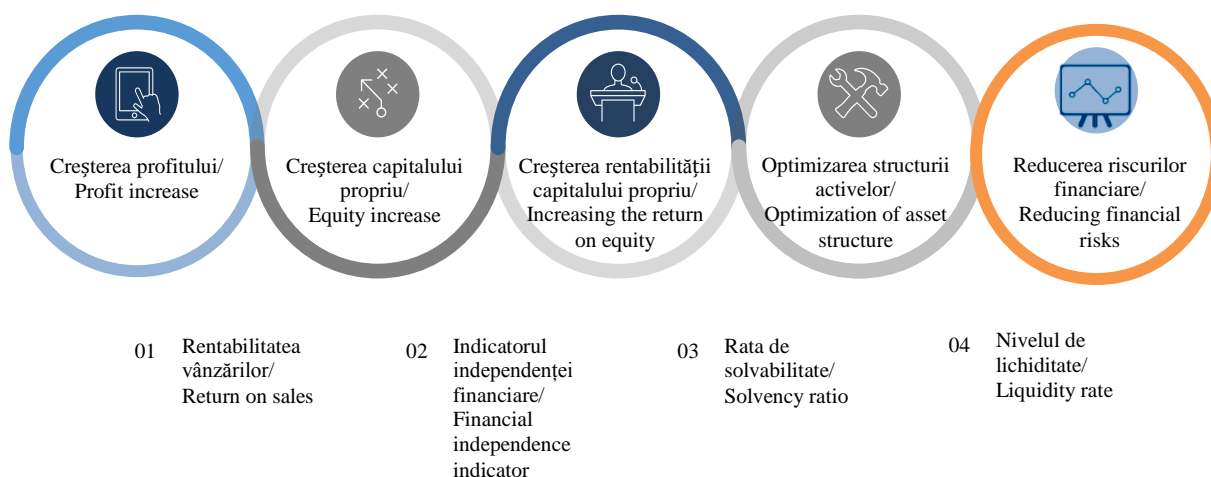 Creşterea profitului/
Profit increase
Creşterea capitalului
propriu/
Equity increase
Creşterea rentabilităţii
capitalului propriu/
Increasing the return
on equity
Optimizarea structurii
activelor/
Optimization of asset
structure
Reducerea riscurilor
financiare/
Reducing financial
risks
01
Rentabilitatea
vânzărilor/
Return on sales
02
Indicatorul
independenței
financiare/
Financial
independence
indicator
03
Rata de
solvabilitate/
Solvency ratio
04
Nivelul de
lichiditate/
Liquidity rate